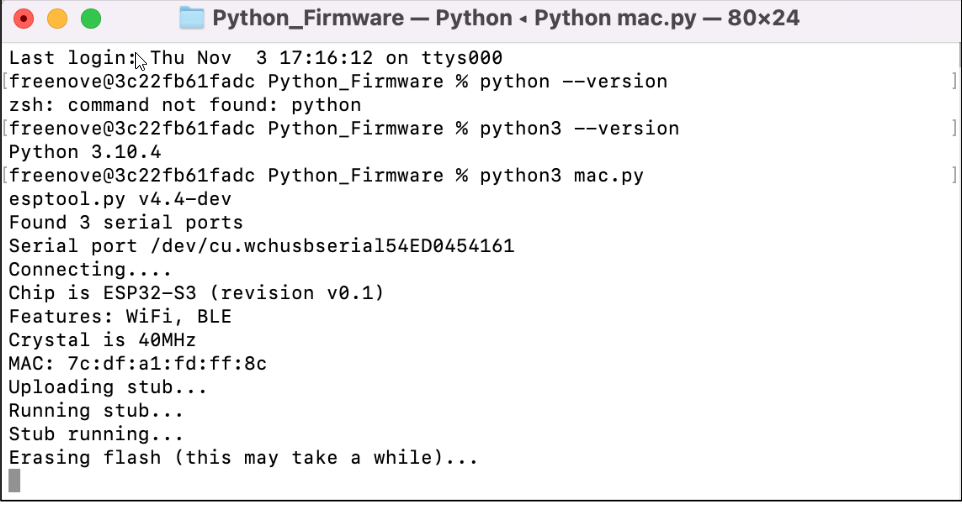 Python_Firmware — Python ◂ Python mac.py — 80×24
Last login: Thu Nov  3 17:16:12 on ttys000
[freenove@3c22fb61fadc Python_Firmware % python --version ]
zsh: command not found: python
[freenove@3c22fb61fadc Python_Firmware % python3 --version ]
Python 3.10.4
[freenove@3c22fb61fadc Python_Firmware % python3 mac.py ]
esptool.py v4.4-dev
Found 3 serial ports
Serial port /dev/cu.wchusbserial54ED0454161
Connecting....
Chip is ESP32-S3 (revision v0.1)
Features: WiFi, BLE
Crystal is 40MHz
MAC: 7c:df:a1:fd:ff:8c
Uploading stub...
Running stub...
Stub running...
Erasing flash (this may take a while)...